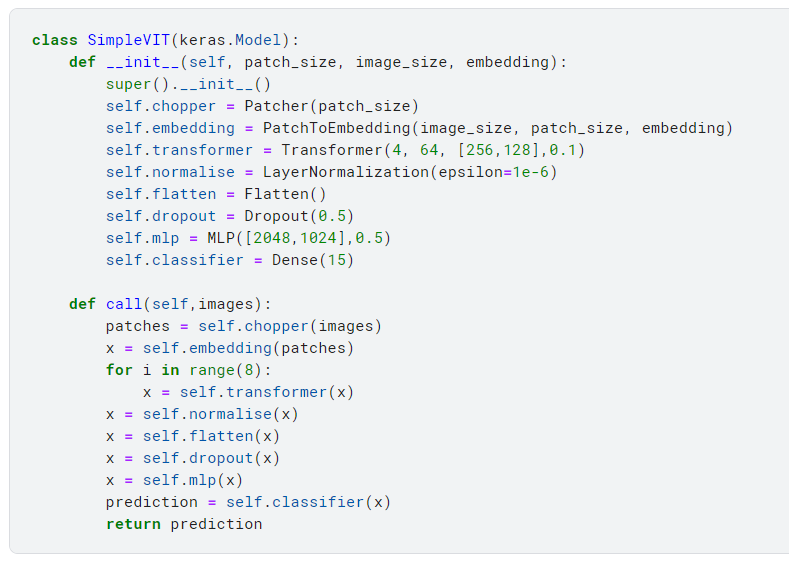 class SimpleVIT(keras.Model):
    def __init__(self, patch_size, image_size, embedding):
        super().__init__()
        self.chopper = Patcher(patch_size)
        self.embedding = PatchToEmbedding(image_size, patch_size, embedding)
        self.transformer = Transformer(4, 64, [256,128],0.1)
        self.normalise = LayerNormalization(epsilon=1e-6)
        self.flatten = Flatten()
        self.dropout = Dropout(0.5)
        self.mlp = MLP([2048,1024],0.5)
        self.classifier = Dense(15)

    def call(self,images):
        patches = self.chopper(images)
        x = self.embedding(patches)
        for i in range(8):
            x = self.transformer(x)
        x = self.normalise(x)
        x = self.flatten(x)
        x = self.dropout(x)
        x = self.mlp(x)
        prediction = self.classifier(x)
        return prediction